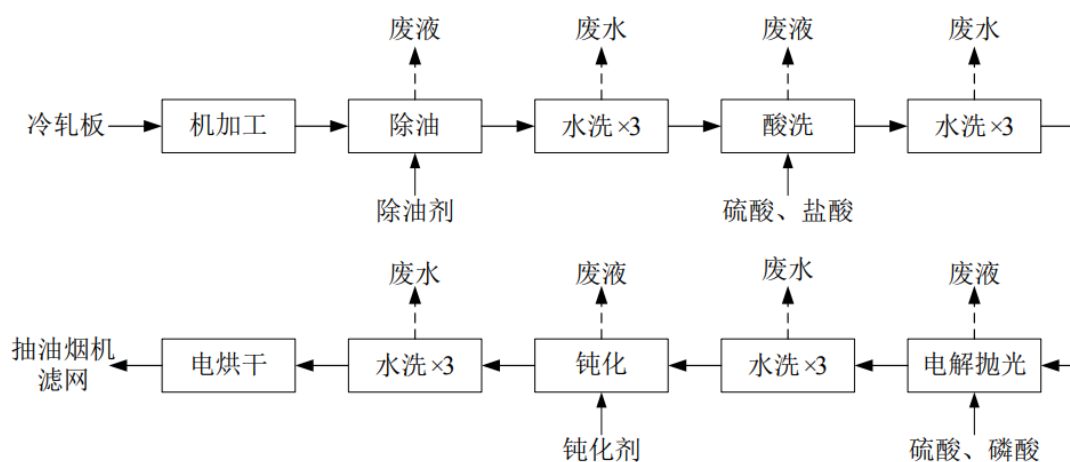 废液
废水
废液
废水
冷轧板
机加工
除油
水洗×3
酸洗
水洗×3
除油剂
硫酸、盐酸
废水
废液
废水
废液
抽油烟机
滤网
电烘干
水洗×3
钝化
水洗×3
电解抛光
钝化剂
硫酸、磷酸